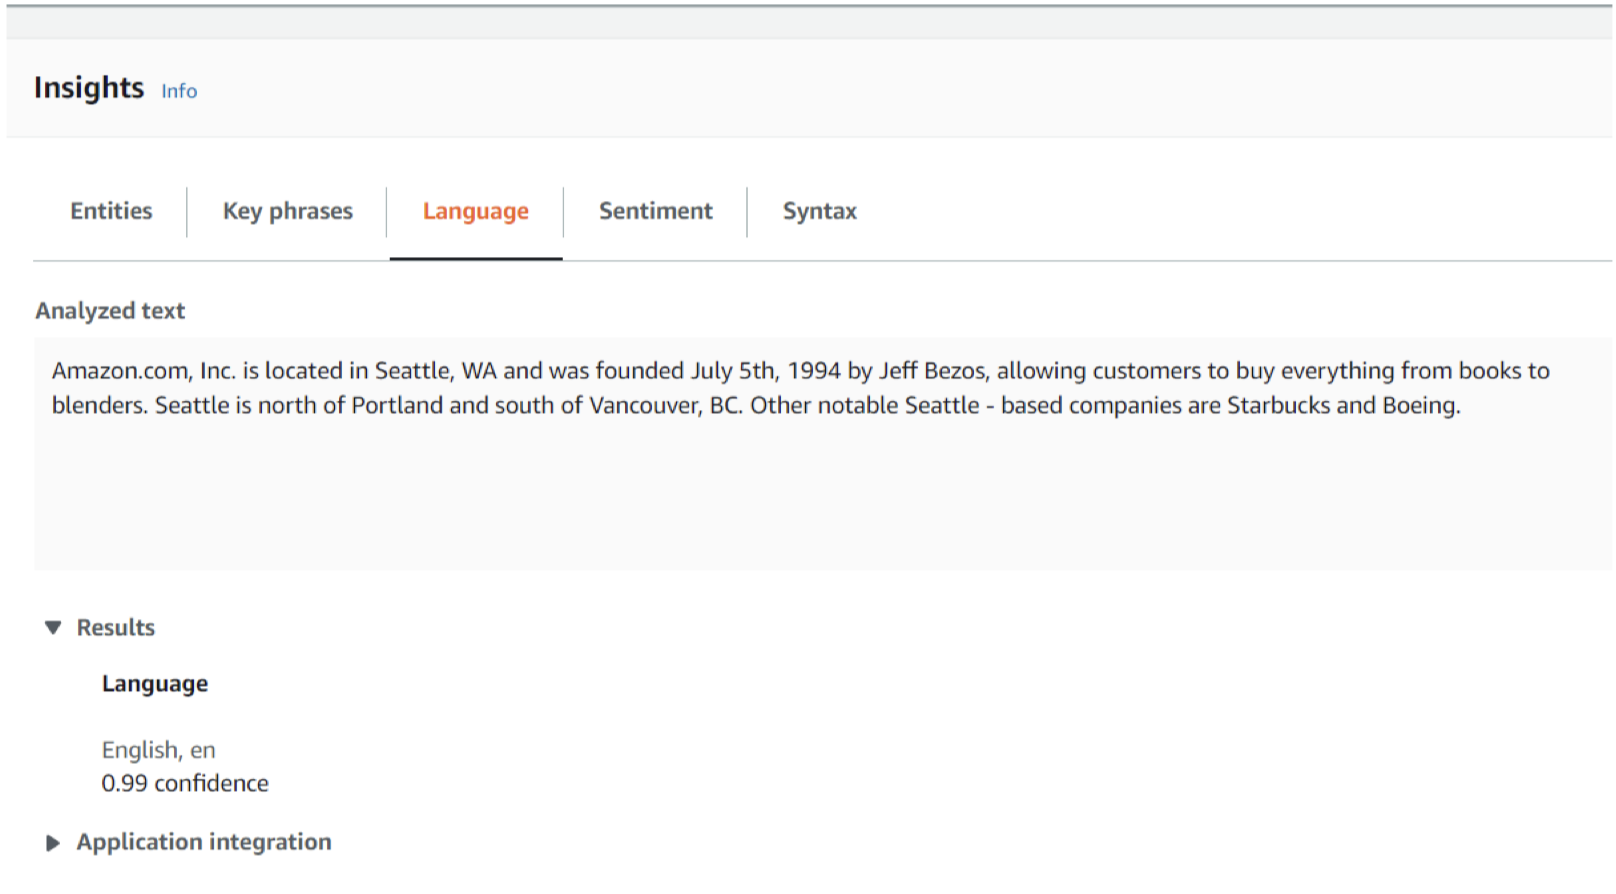 Insights Info
Entities Key phrases Language Sentiment Syntax
Analyzed text
Amazon.com, Inc. is located in Seattle, WA and was founded July 5th, 1994 by Jeff Bezos, allowing customers to buy everything from books to
blenders. Seattle is north of Portland and south of Vancouver, BC. Other notable Seattle - based companies are Starbucks and Boeing.
Results
Language
English, en
0.99 confidence
Application integration